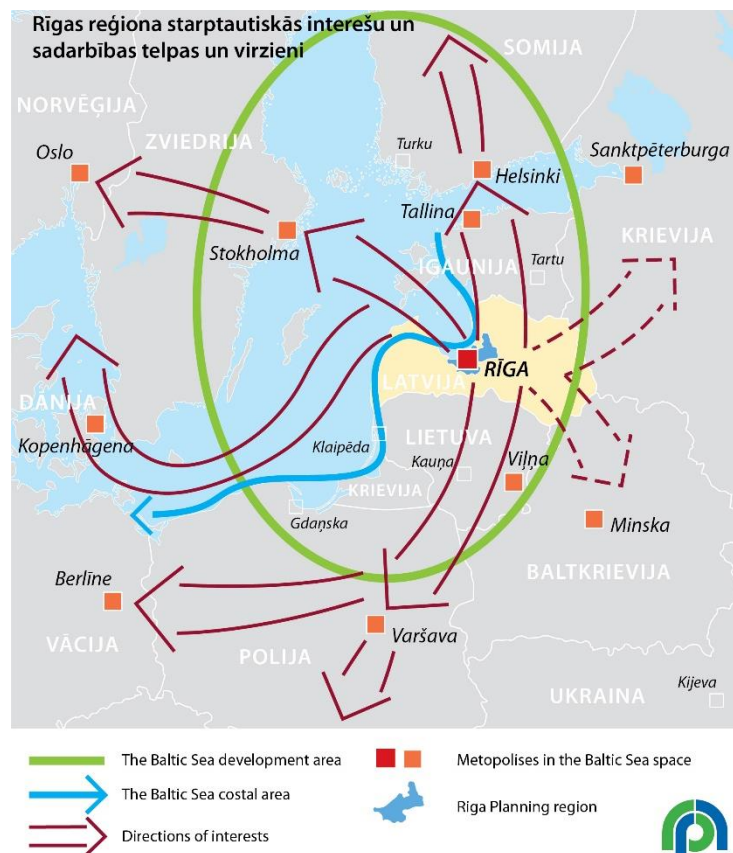 Rīgas reģiona starptautiskās interešu un
sadarbības telpas un virzieni
SOMIJA
NORVĒĢIJA
ZVIEDRIJA
Turku
Oslo
Helsinki
Sanktpēterburga
Tallina
Stokholma
KRIEVIJA
IGAUNIJA
Tartu
RĪGA
LATVIJA
DĀNIJA
Kopenhāgena
Klaipēda
LIETUVA
Kauņa
Viļņa
KRIEVIJA
Gdaņska
Minska
BALTKRIEVIJA
Berlīne
VĀCIJA
Varšava
POLIJA
UKRAINA
Kijeva
The Baltic Sea development area
Metopolises in the Baltic Sea space
The Baltic Sea costal area
Riga Planning region
Directions of interests